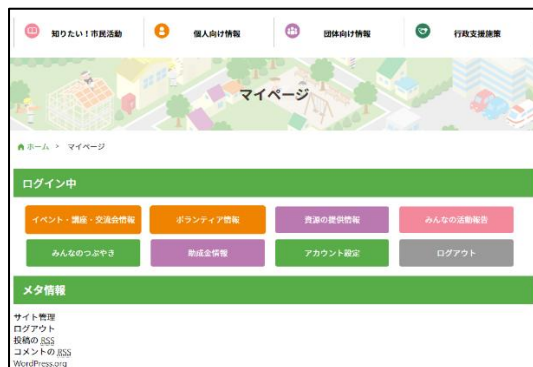 知りたい！市民活動 個人向け情報 団体向け情報 行政支援施策
マイページ
ホーム > マイページ
ログイン中
イベント・講座・交流会情報 ボランティア情報 資源の提供情報 みんなの活動報告
みんなのつぶやき 助成金情報 アカウント設定 ログアウト
メタ情報
サイト管理
ログアウト
投稿の RSS
コメントの RSS
WordPress.org